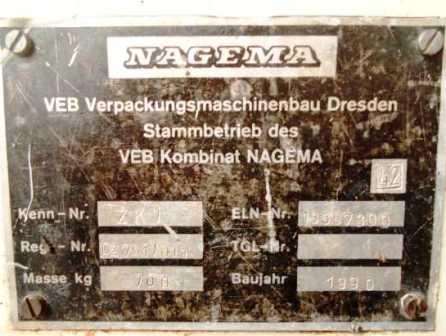 NAGEMA
VEB Verpackungsmaschinenbau Dresden
Stammbetrieb des
VEB Kombinat NAGEMA
Kenn-Nr. ELN-Nr.
Reg.-Nr. TGL-Nr.
Masse kg 700 Baujahr 1990